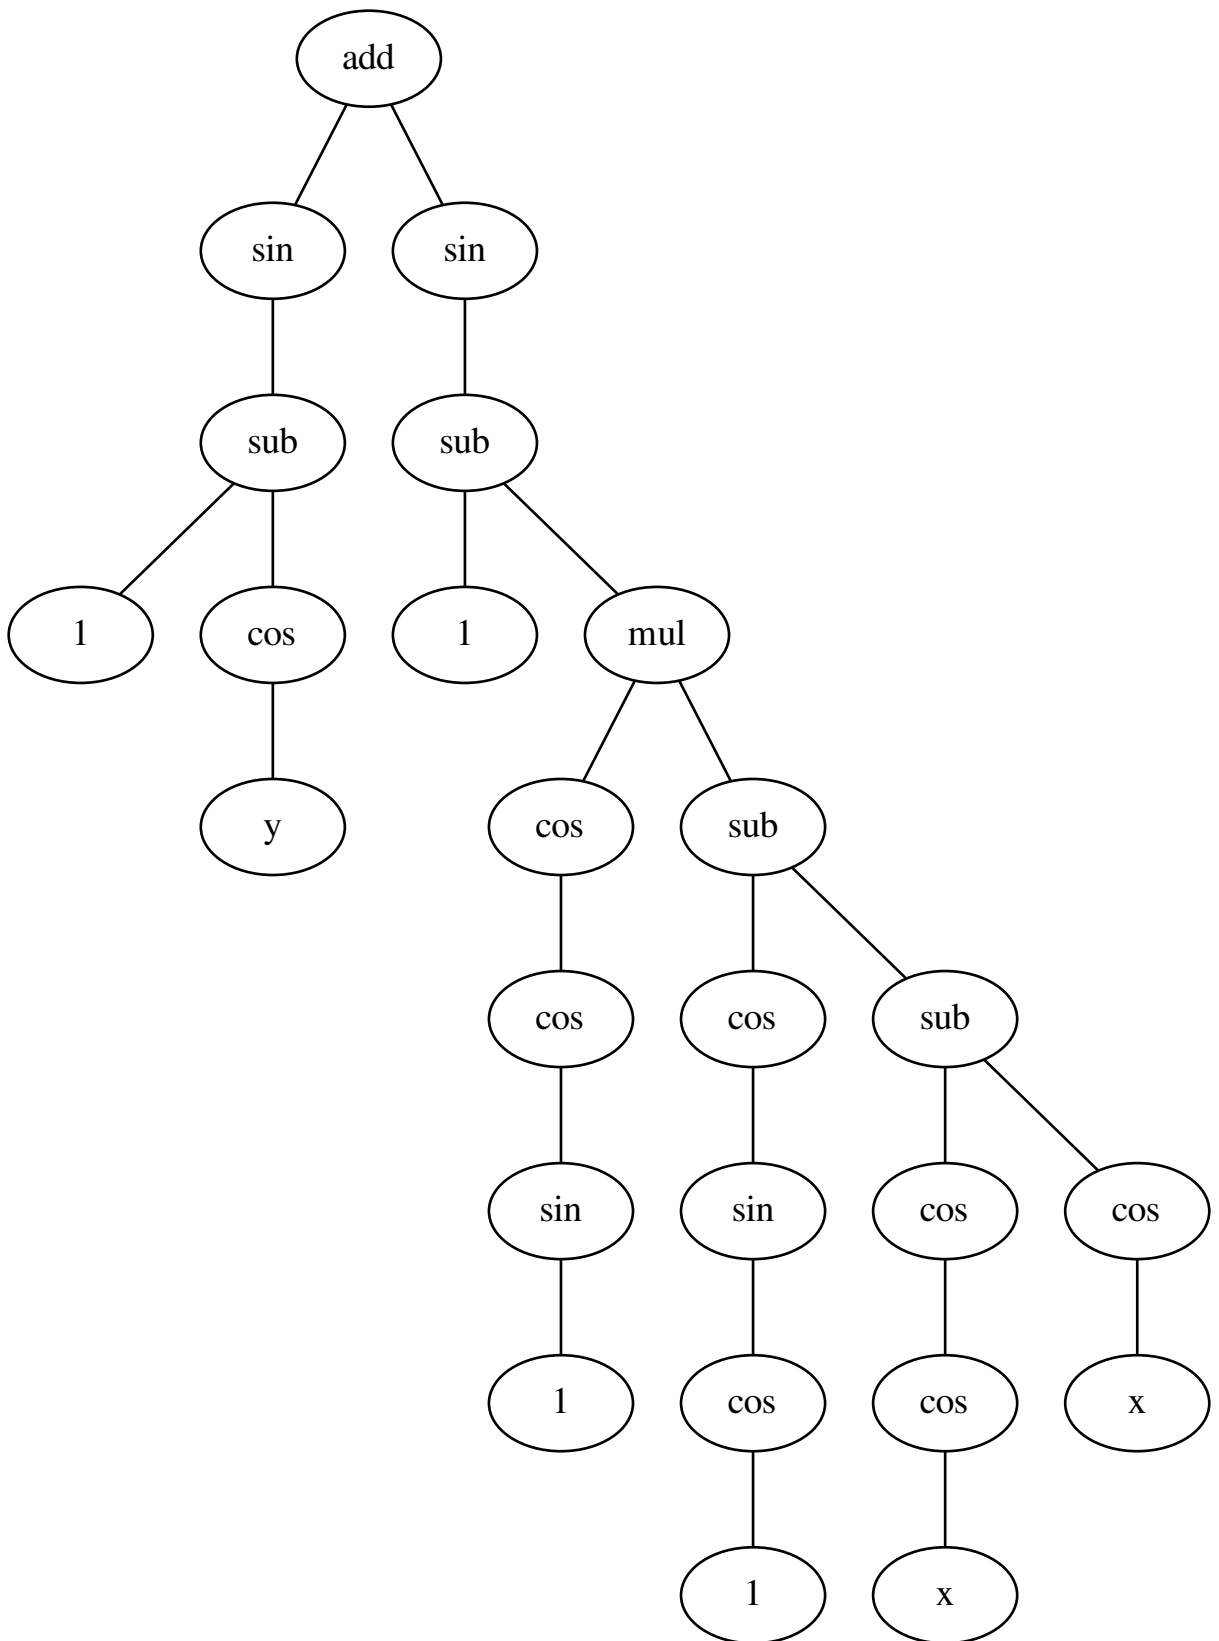 add
sin sin
sub sub
1 cos 1 mul
y cos sub
cos cos sub
sin sin cos cos
1 cos cos x
1 x